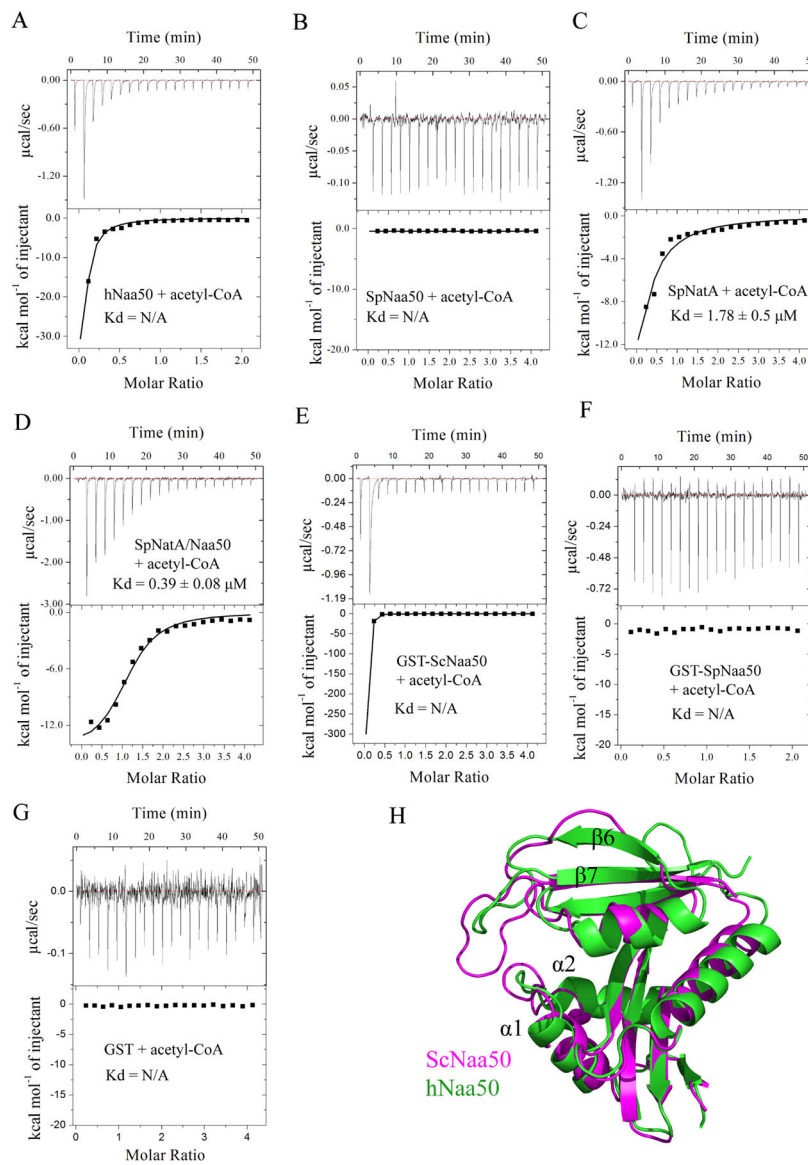 A
Time (min)
0 10 20 30 40 50
0.00
-0.60
-1.20
µcal/sec
0.0
-10.0
-20.0
-30.0
kcal mol⁻¹ of injectant
hNaa50 + acetyl-CoA
Kd = N/A
0.0 0.5 1.0 1.5 2.0
Molar Ratio
B
Time (min)
0 10 20 30 40 50
0.05
0.00
-0.05
-0.10
µcal/sec
0.0
-10.0
-20.0
kcal mol⁻¹ of injectant
SpNaa50 + acetyl-CoA
Kd = N/A
0.0 0.5 1.0 1.5 2.0 2.5 3.0 3.5 4.0
Molar Ratio
C
Time (min)
0 10 20 30 40 50
0.00
-0.60
-1.20
µcal/sec
0.0
-4.0
-8.0
-12.0
kcal mol⁻¹ of injectant
SpNatA + acetyl-CoA
Kd = 1.78 ± 0.5 µM
0.0 0.5 1.0 1.5 2.0 2.5 3.0 3.5 4.0
Molar Ratio
D
Time (min)
0 10 20 30 40 50
0.00
-1.00
-2.00
-3.00
µcal/sec
SpNatA/Naa50
+ acetyl-CoA
Kd = 0.39 ± 0.08 µM
0.0
-6.0
-12.0
kcal mol⁻¹ of injectant
0.0 0.5 1.0 1.5 2.0 2.5 3.0 3.5 4.0
Molar Ratio
E
Time (min)
0 10 20 30 40 50
0.00
-0.24
-0.48
-0.72
-0.96
-1.19
µcal/sec
0
-50
-100
-150
-200
-250
-300
kcal mol⁻¹ of injectant
GST-ScNaa50
+ acetyl-CoA
Kd = N/A
0.0 0.5 1.0 1.5 2.0 2.5 3.0 3.5 4.0
Molar Ratio
F
Time (min)
0 10 20 30 40 50
0.00
-0.24
-0.48
-0.72
µcal/sec
0
-5
-10
-15
-20
kcal mol⁻¹ of injectant
GST-SpNaa50
+ acetyl-CoA
Kd = N/A
0.0 0.5 1.0 1.5 2.0
Molar Ratio
G
Time (min)
0 10 20 30 40 50
0.0
-0.1
µcal/sec
0
-5
-10
-15
-20
kcal mol⁻¹ of injectant
GST + acetyl-CoA
Kd = N/A
0 1 2 3 4
Molar Ratio
H
β6
β7
α2
α1
ScNaa50
hNaa50